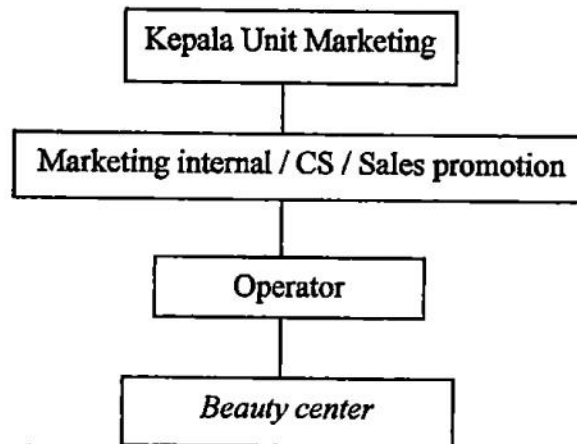 Kepala Unit Marketing
Marketing internal / CS / Sales promotion
Operator
Beauty center